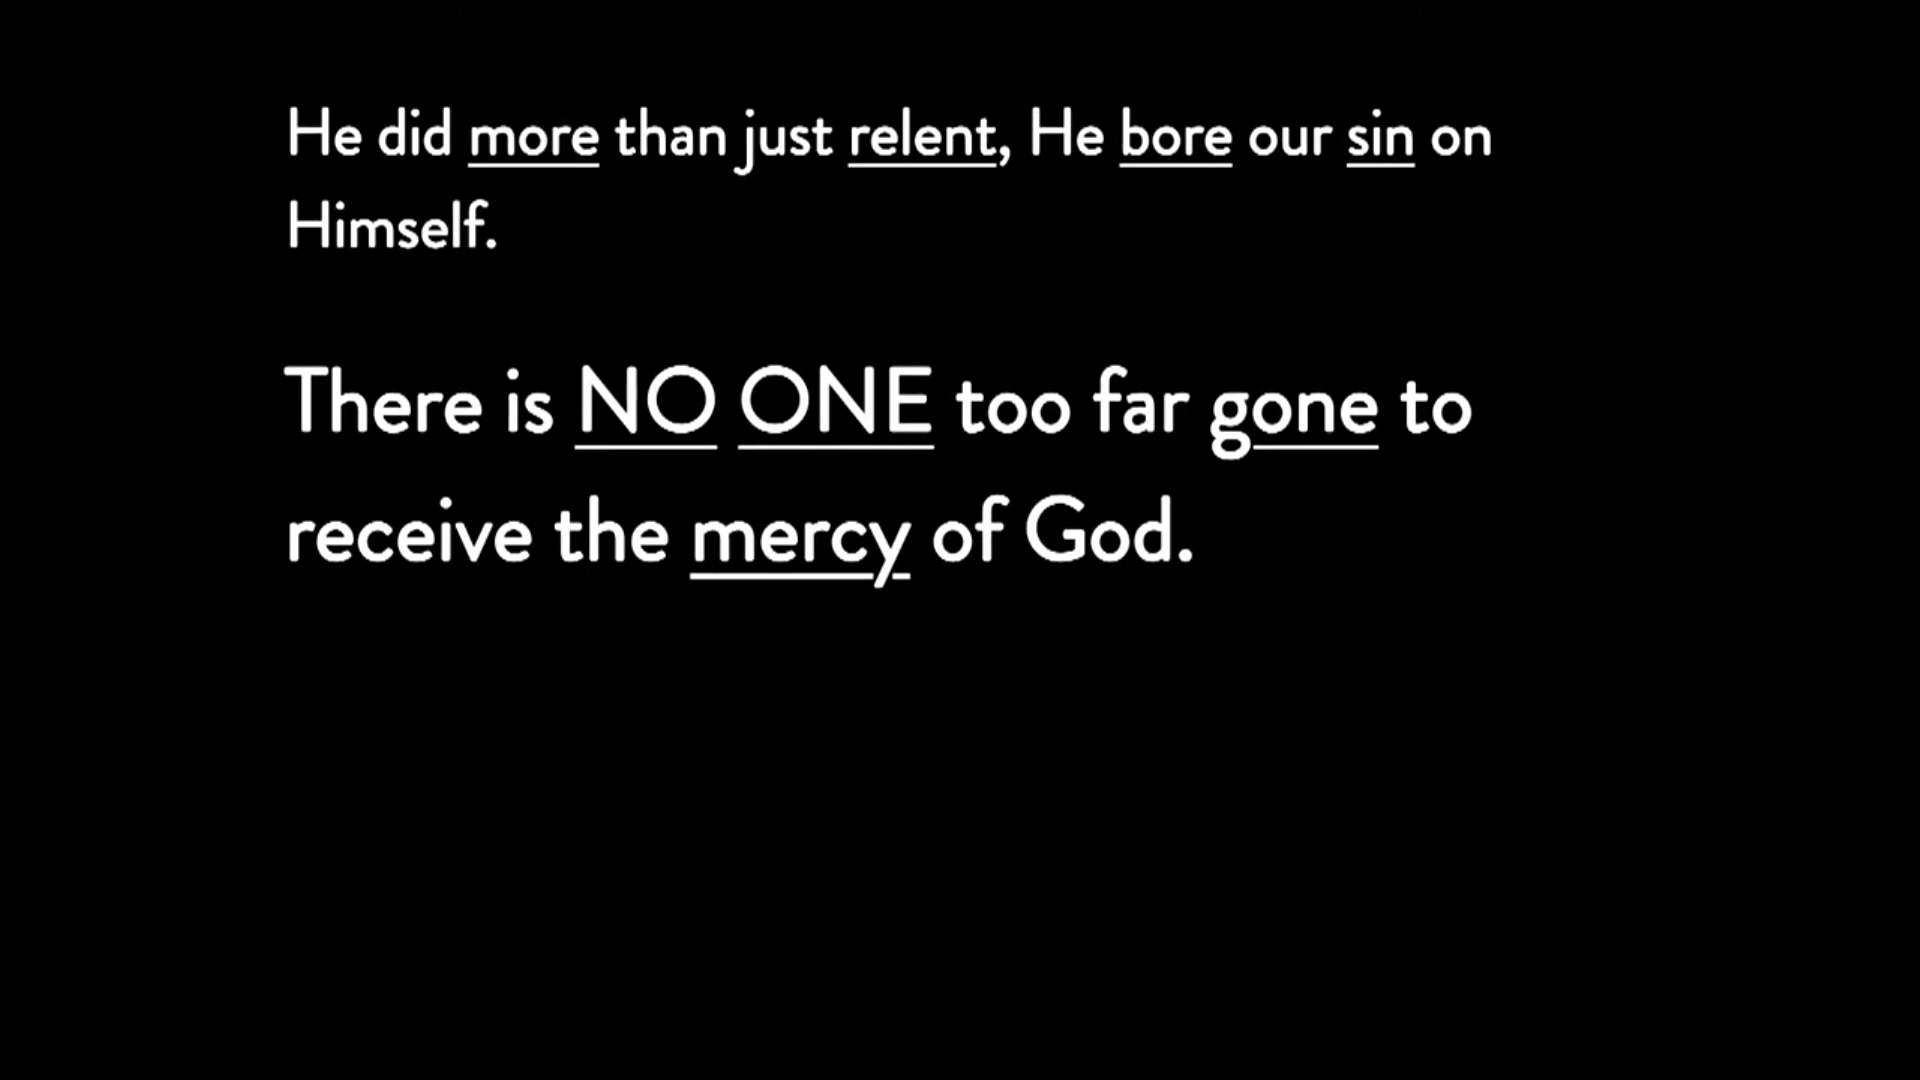 He did more than just relent, He bore our sin on
Himself.
There is NO ONE too far gone to
receive the mercy of God.